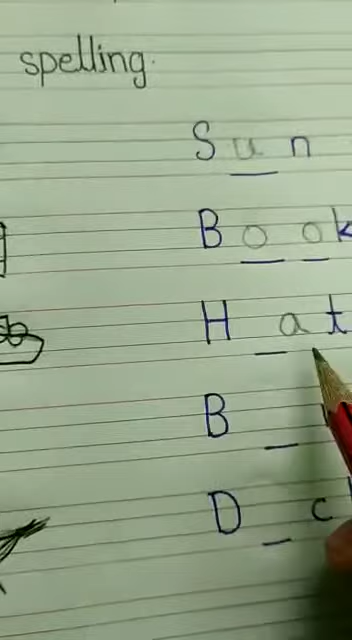 spelling.
S u n
B o o k
H _ a t
B _
D _ c